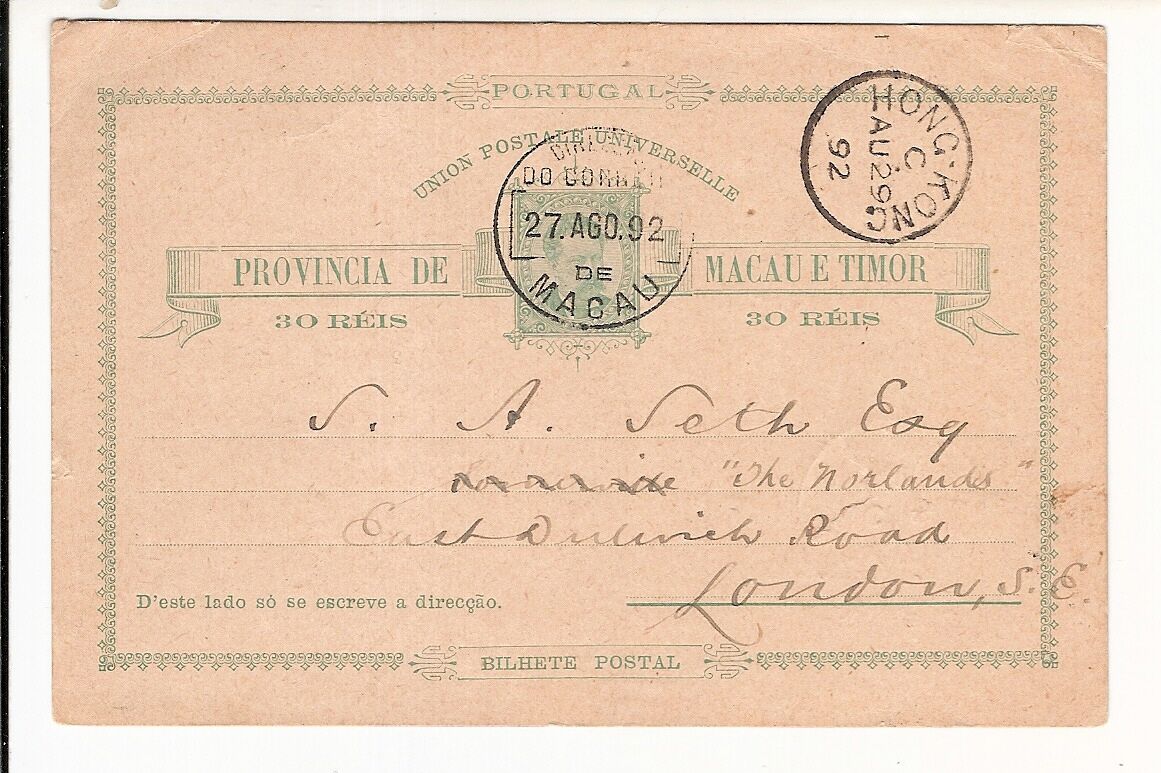 PORTUGAL
UNION POSTALE UNIVERSELLE
DO CORREIO
27.AGO.92
DE
MACAU
HONG-KONG
C
AU 29
92
PROVINCIA DE MACAU E TIMOR
30 RÉIS 30 RÉIS
S. A. Seth Esq
"The Norlands"
East Dulwich Road
London, S.E.
D'este lado só se escreve a direcção.
BILHETE POSTAL